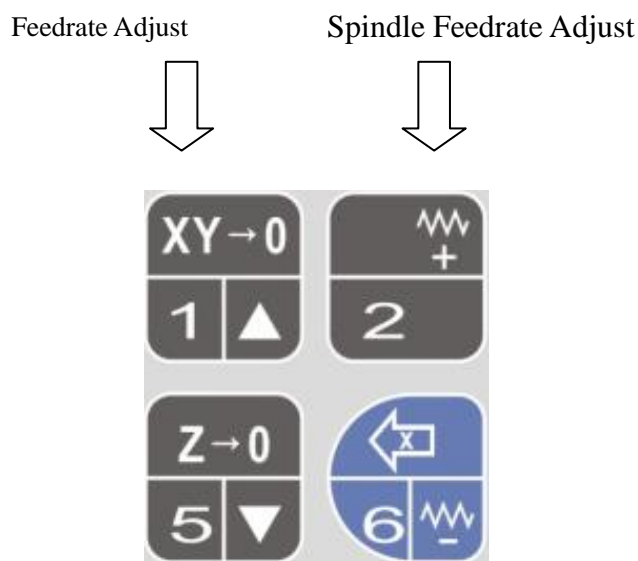 Feedrate Adjust
Spindle Feedrate Adjust
XY→0
+
1 ▲
2
Z→0
X
5 ▼
6 -